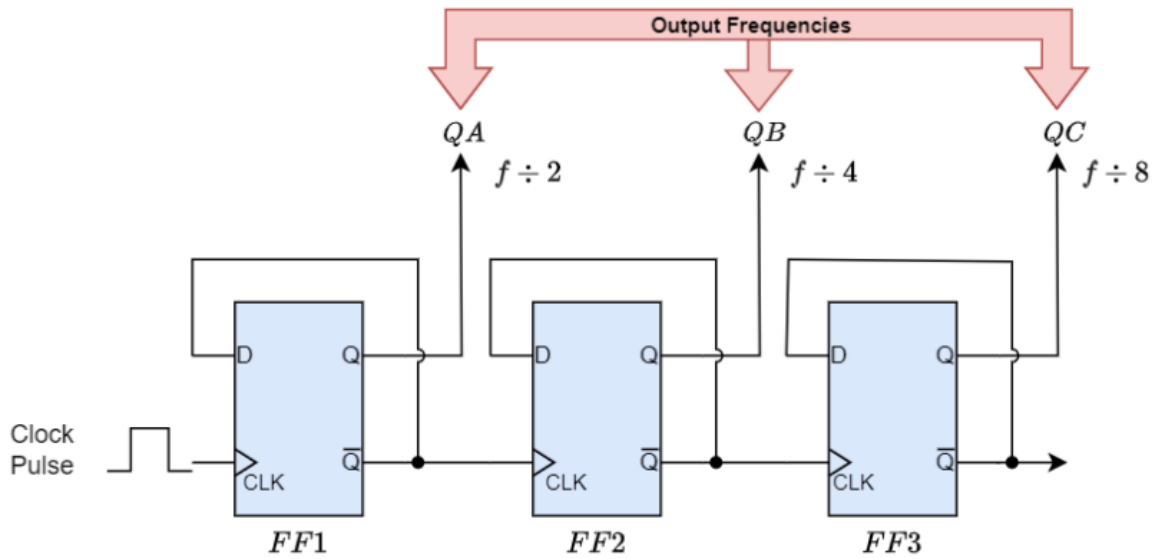 Output Frequencies
QA
QB
QC
f ÷ 2
f ÷ 4
f ÷ 8
D
Q
D
Q
D
Q
Clock
Pulse
Q̅
Q̅
Q̅
CLK
CLK
CLK
FF1
FF2
FF3